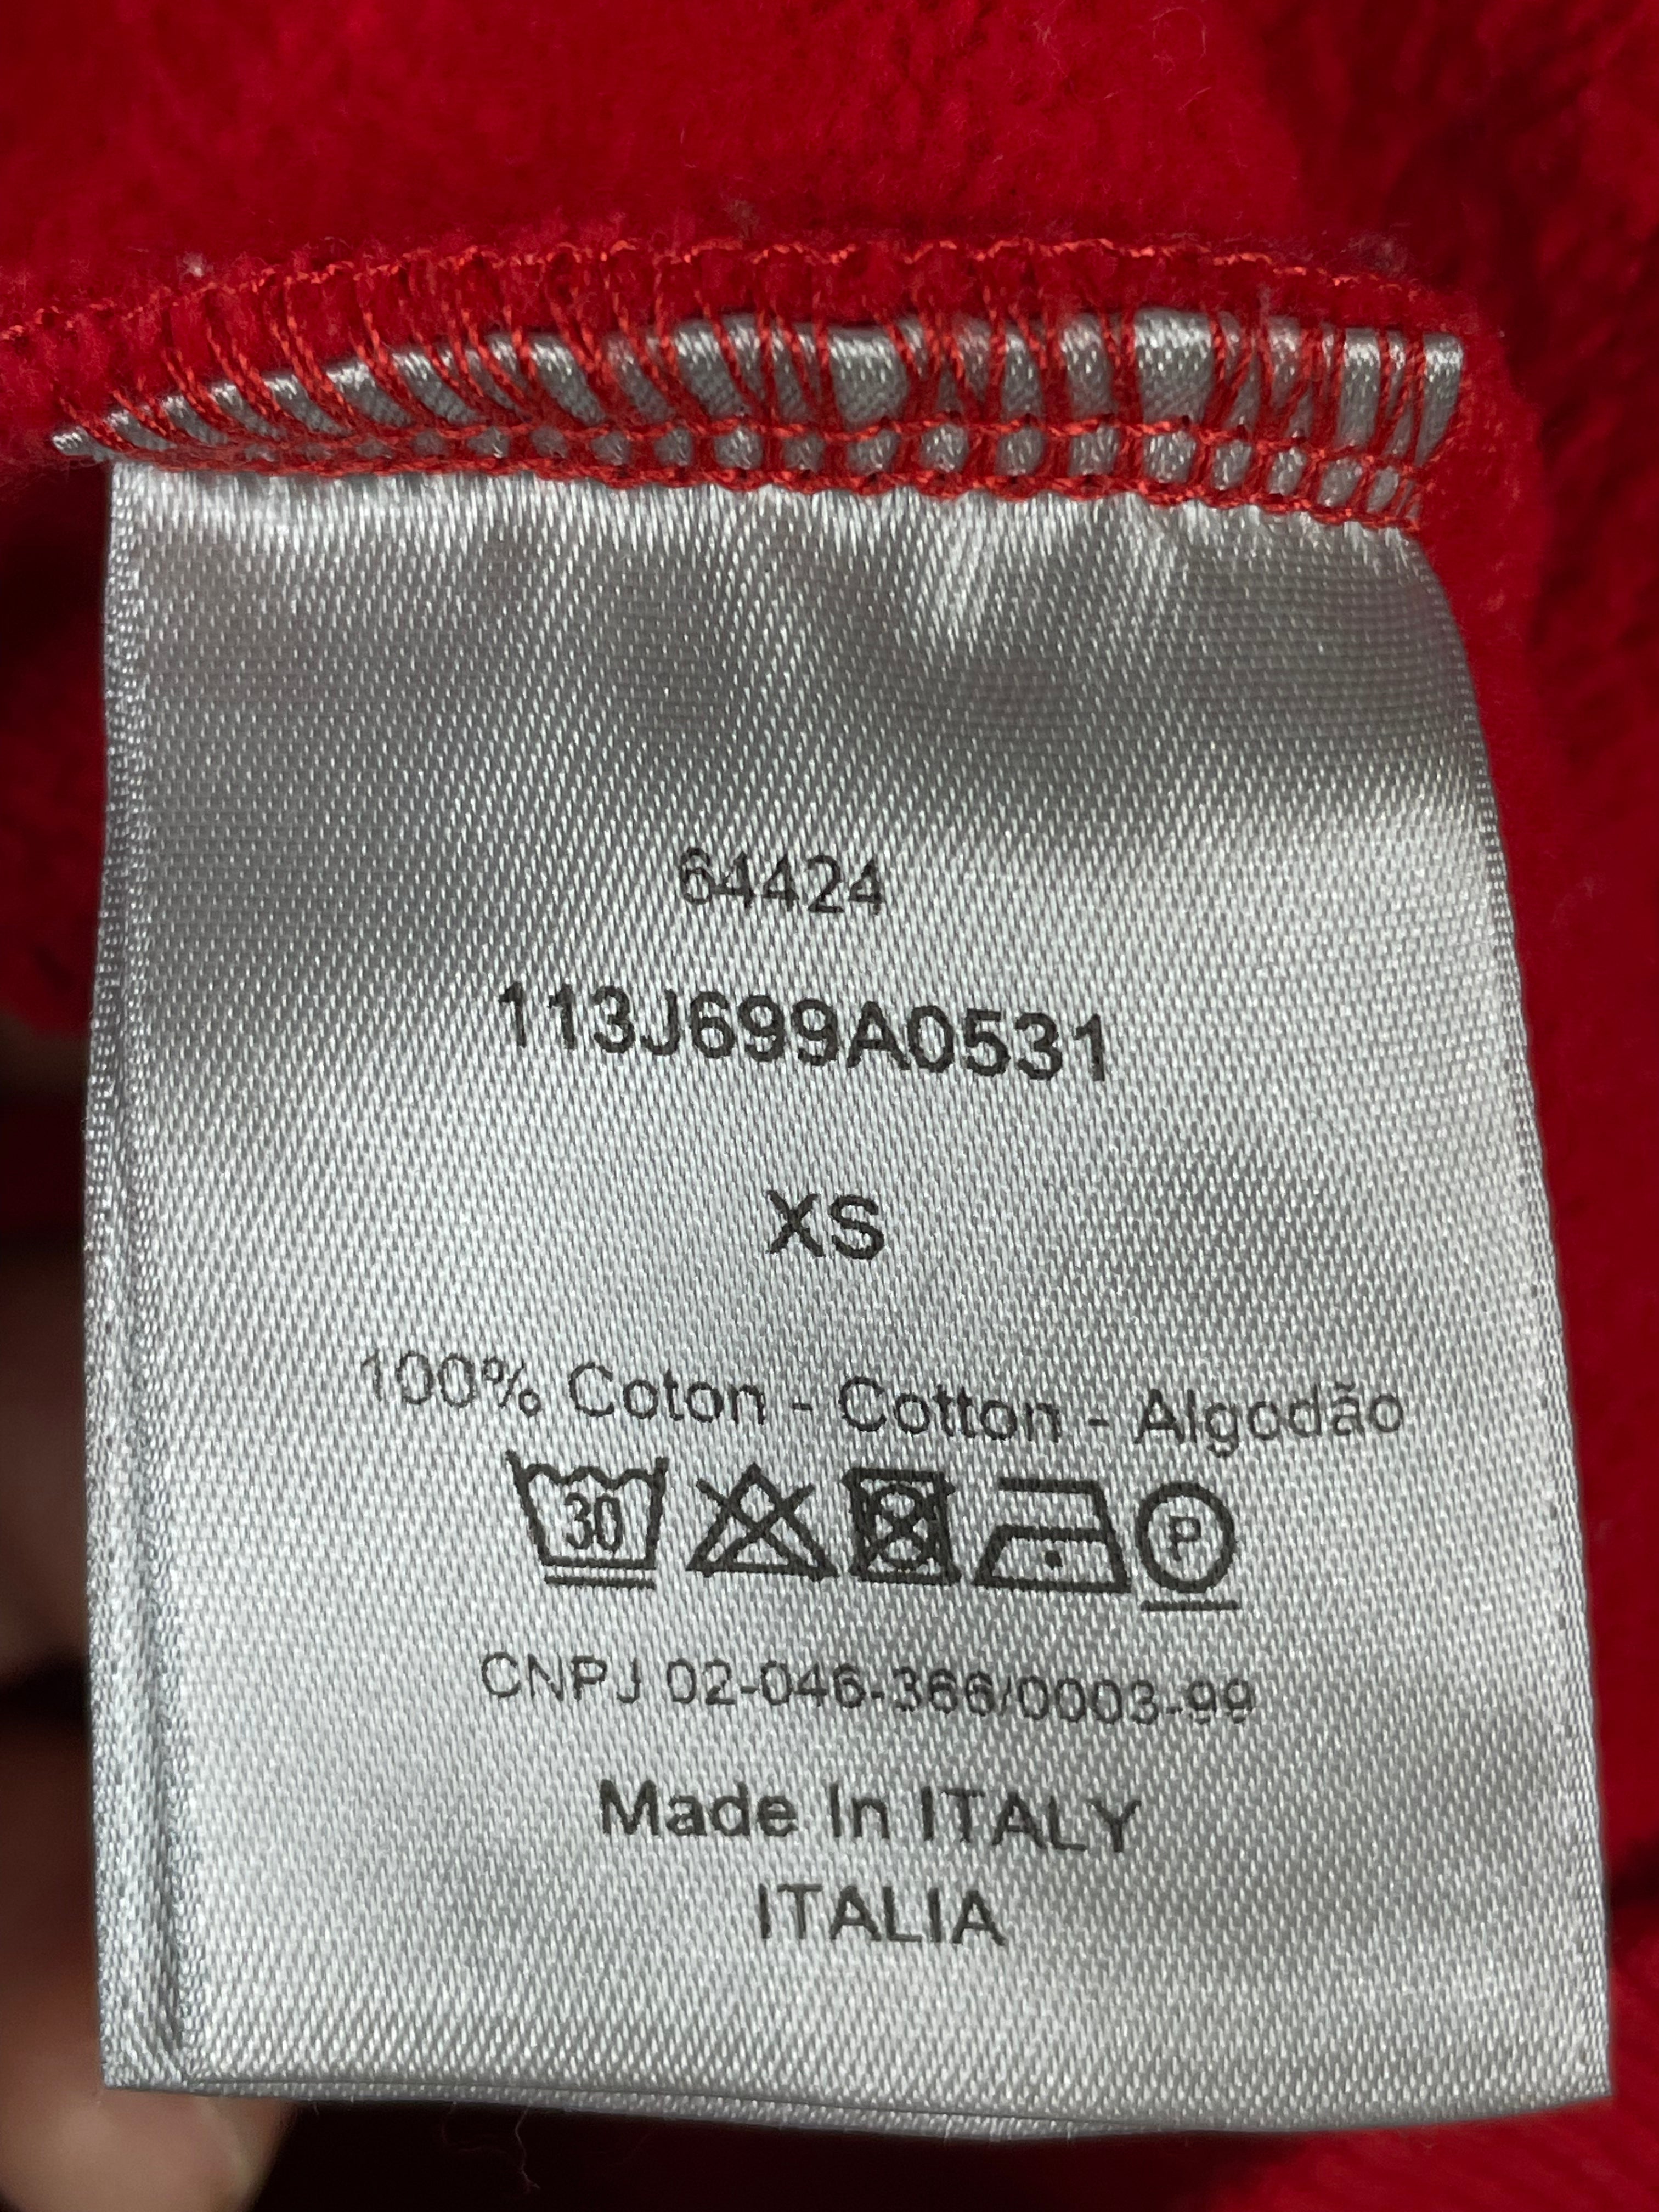 64424
113J699A0531
XS
100% Coton - Cotton - Algodão
30 P
CNPJ 02-046-366/0003-99
Made In ITALY
ITALIA